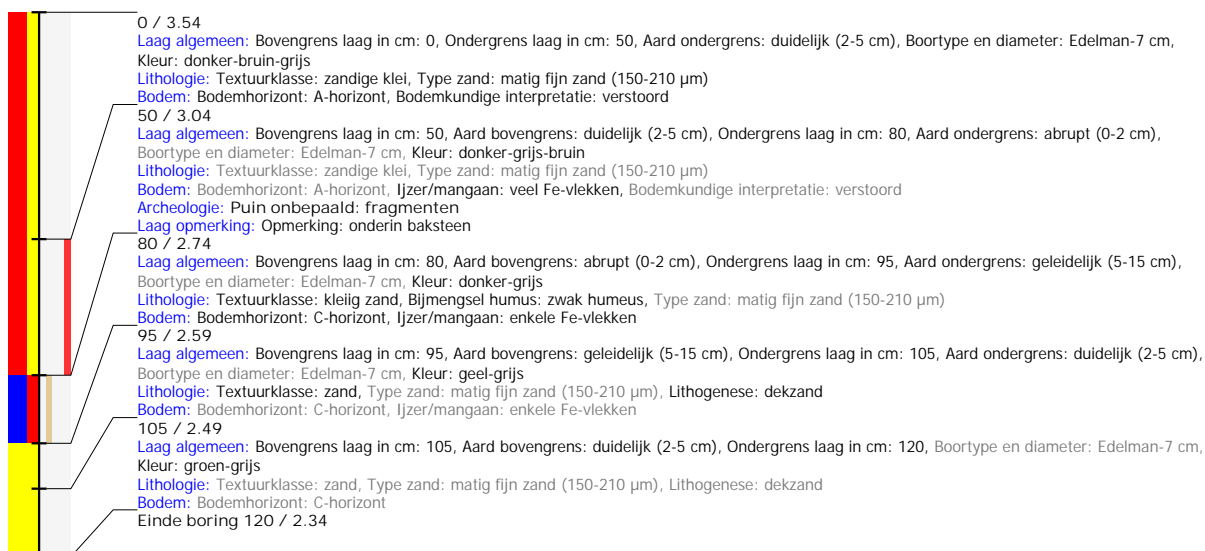 0 / 3.54
Laag algemeen: Bovengrens laag in cm: 0, Ondergrens laag in cm: 50, Aard ondergrens: duidelijk (2-5 cm), Boortype en diameter: Edelman-7 cm,
Kleur: donker-bruin-grijs
Lithologie: Textuurklasse: zandige klei, Type zand: matig fijn zand (150-210 µm)
Bodem: Bodemhorizont: A-horizont, Bodemkundige interpretatie: verstoord
50 / 3.04
Laag algemeen: Bovengrens laag in cm: 50, Aard bovengrens: duidelijk (2-5 cm), Ondergrens laag in cm: 80, Aard ondergrens: abrupt (0-2 cm),
Boortype en diameter: Edelman-7 cm, Kleur: donker-grijs-bruin
Lithologie: Textuurklasse: zandige klei, Type zand: matig fijn zand (150-210 µm)
Bodem: Bodemhorizont: A-horizont, Ijzer/mangaan: veel Fe-vlekken, Bodemkundige interpretatie: verstoord
Archeologie: Puin onbepaald: fragmenten
Laag opmerking: Opmerking: onderin baksteen
80 / 2.74
Laag algemeen: Bovengrens laag in cm: 80, Aard bovengrens: abrupt (0-2 cm), Ondergrens laag in cm: 95, Aard ondergrens: geleidelijk (5-15 cm),
Boortype en diameter: Edelman-7 cm, Kleur: donker-grijs
Lithologie: Textuurklasse: kleiig zand, Bijmengsel humus: zwak humeus, Type zand: matig fijn zand (150-210 µm)
Bodem: Bodemhorizont: C-horizont, Ijzer/mangaan: enkele Fe-vlekken
95 / 2.59
Laag algemeen: Bovengrens laag in cm: 95, Aard bovengrens: geleidelijk (5-15 cm), Ondergrens laag in cm: 105, Aard ondergrens: duidelijk (2-5 cm),
Boortype en diameter: Edelman-7 cm, Kleur: geel-grijs
Lithologie: Textuurklasse: zand, Type zand: matig fijn zand (150-210 µm), Lithogenese: dekzand
Bodem: Bodemhorizont: C-horizont, Ijzer/mangaan: enkele Fe-vlekken
105 / 2.49
Laag algemeen: Bovengrens laag in cm: 105, Aard bovengrens: duidelijk (2-5 cm), Ondergrens laag in cm: 120, Boortype en diameter: Edelman-7 cm,
Kleur: groen-grijs
Lithologie: Textuurklasse: zand, Type zand: matig fijn zand (150-210 µm), Lithogenese: dekzand
Bodem: Bodemhorizont: C-horizont
Einde boring 120 / 2.34